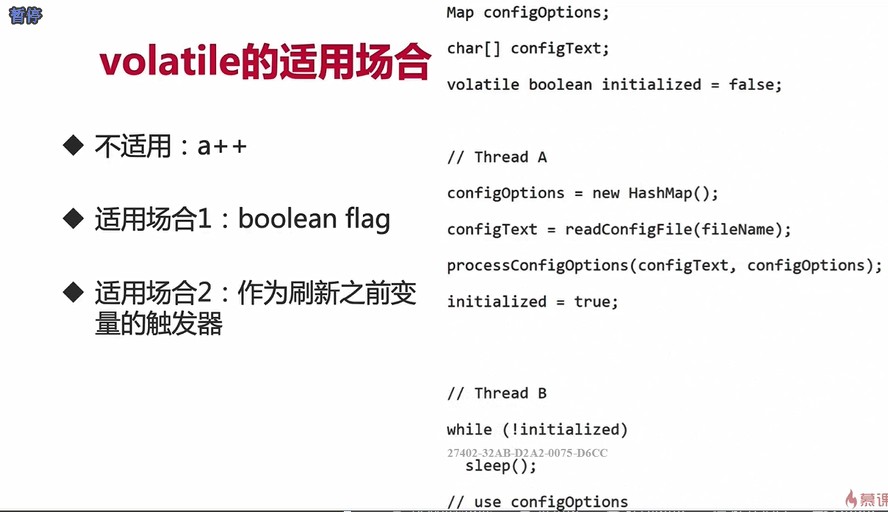 暂停
volatile的适用场合
◆ 不适用：a++
◆ 适用场合1：boolean flag
◆ 适用场合2：作为刷新之前变
量的触发器
Map configOptions;
char[] configText;
volatile boolean initialized = false;
// Thread A
configOptions = new HashMap();
configText = readConfigFile(fileName);
processConfigOptions(configText, configOptions);
initialized = true;
// Thread B
while (!initialized)
27402-32AB-D2A2-0075-D6CC
sleep();
// use configOptions
慕课